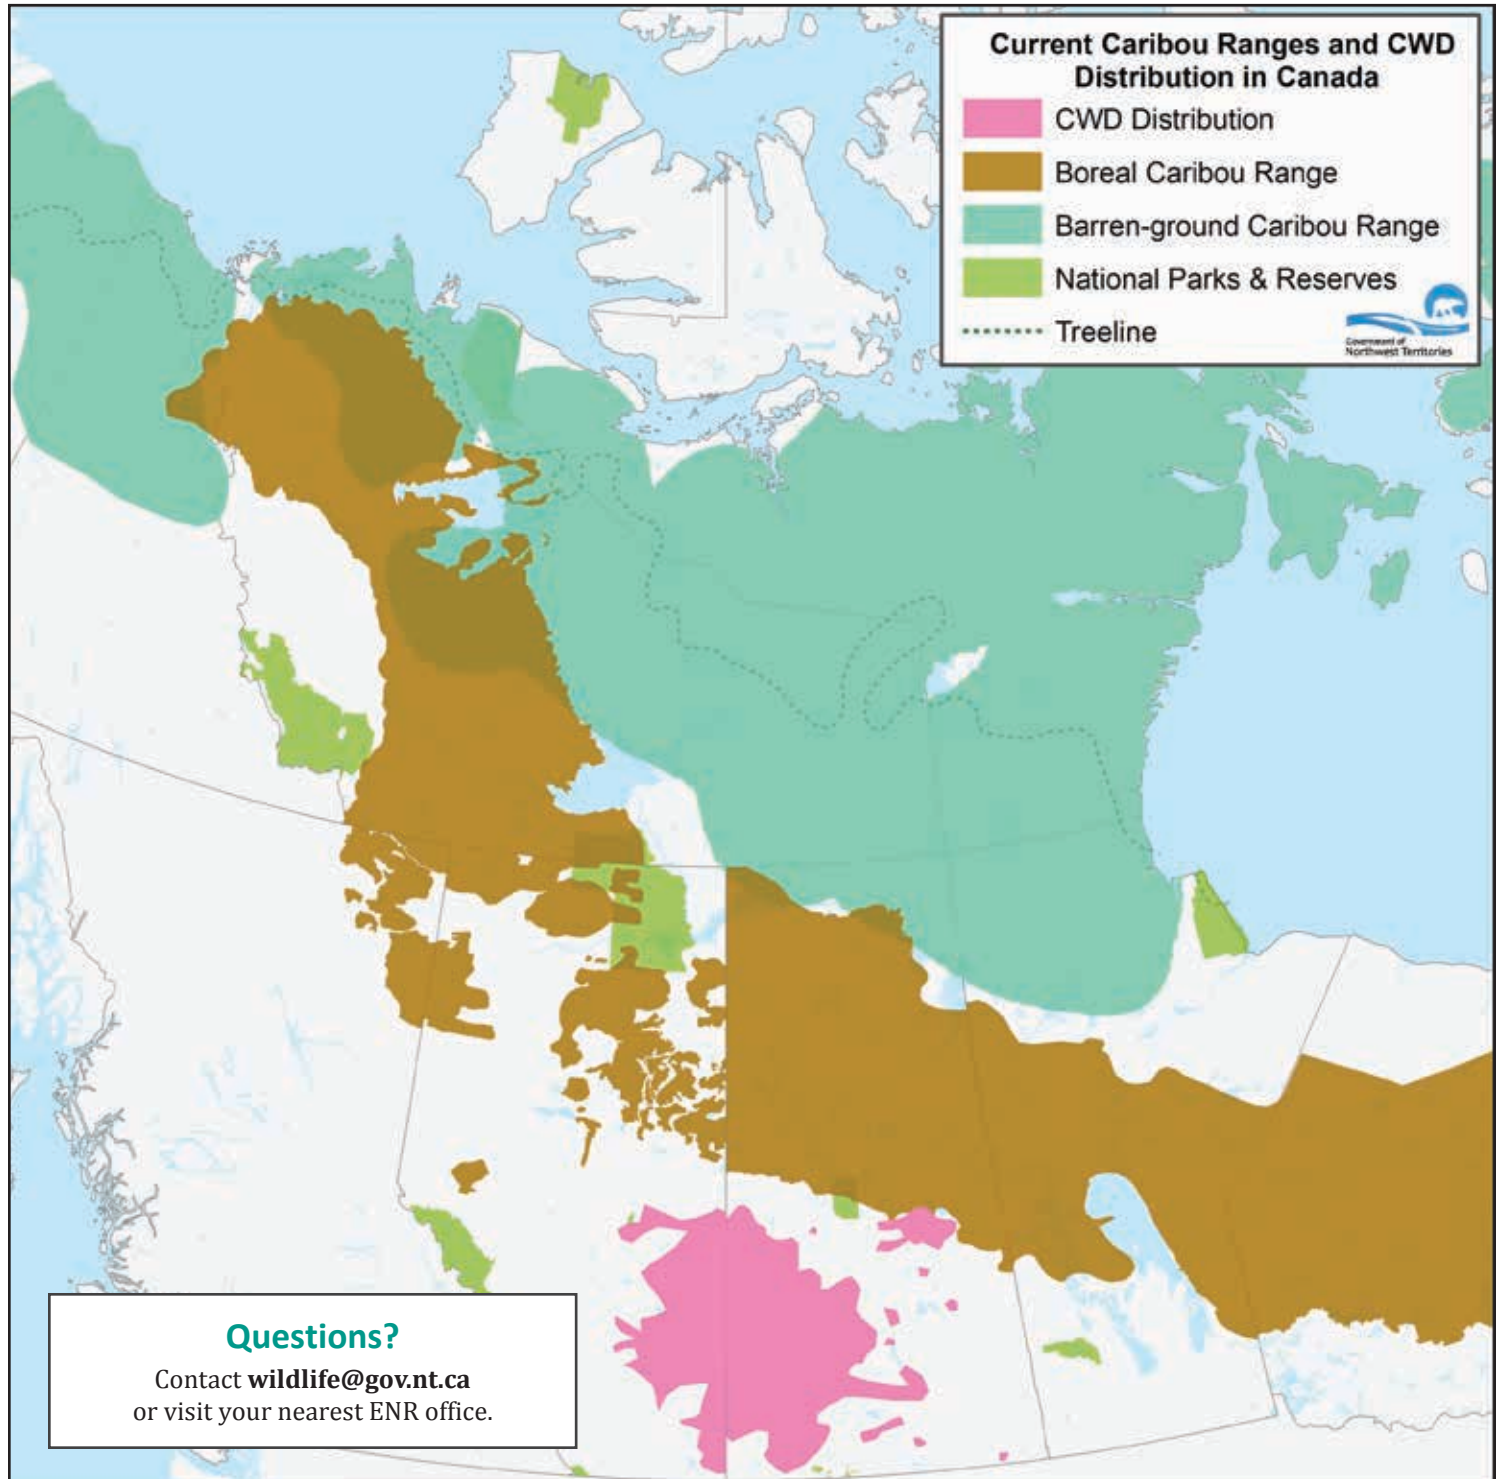 Current Caribou Ranges and CWD
Distribution in Canada
CWD Distribution
Boreal Caribou Range
Barren-ground Caribou Range
National Parks & Reserves
Treeline
Government of
Northwest Territories
Questions?
Contact wildlife@gov.nt.ca
or visit your nearest ENR office.